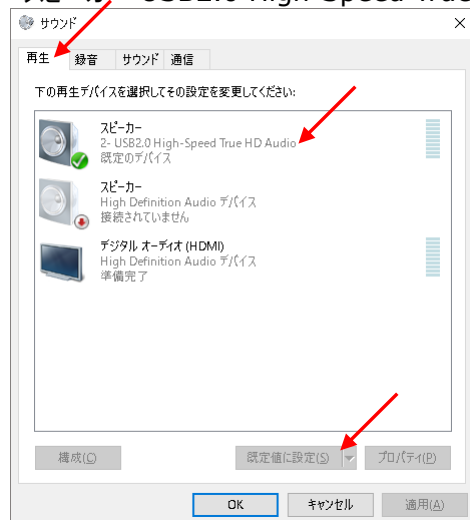 USB2.0 High-Speed True
サウンド
再生 録音 サウンド 通信
下の再生デバイスを選択してその設定を変更してください:
スピーカー
2- USB2.0 High-Speed True HD Audio
既定のデバイス
スピーカー
High Definition Audio デバイス
接続されていません
デジタル オーディオ (HDMI)
High Definition Audio デバイス
準備完了
構成(C) 既定値に設定(S) プロパティ(P)
OK キャンセル 適用(A)